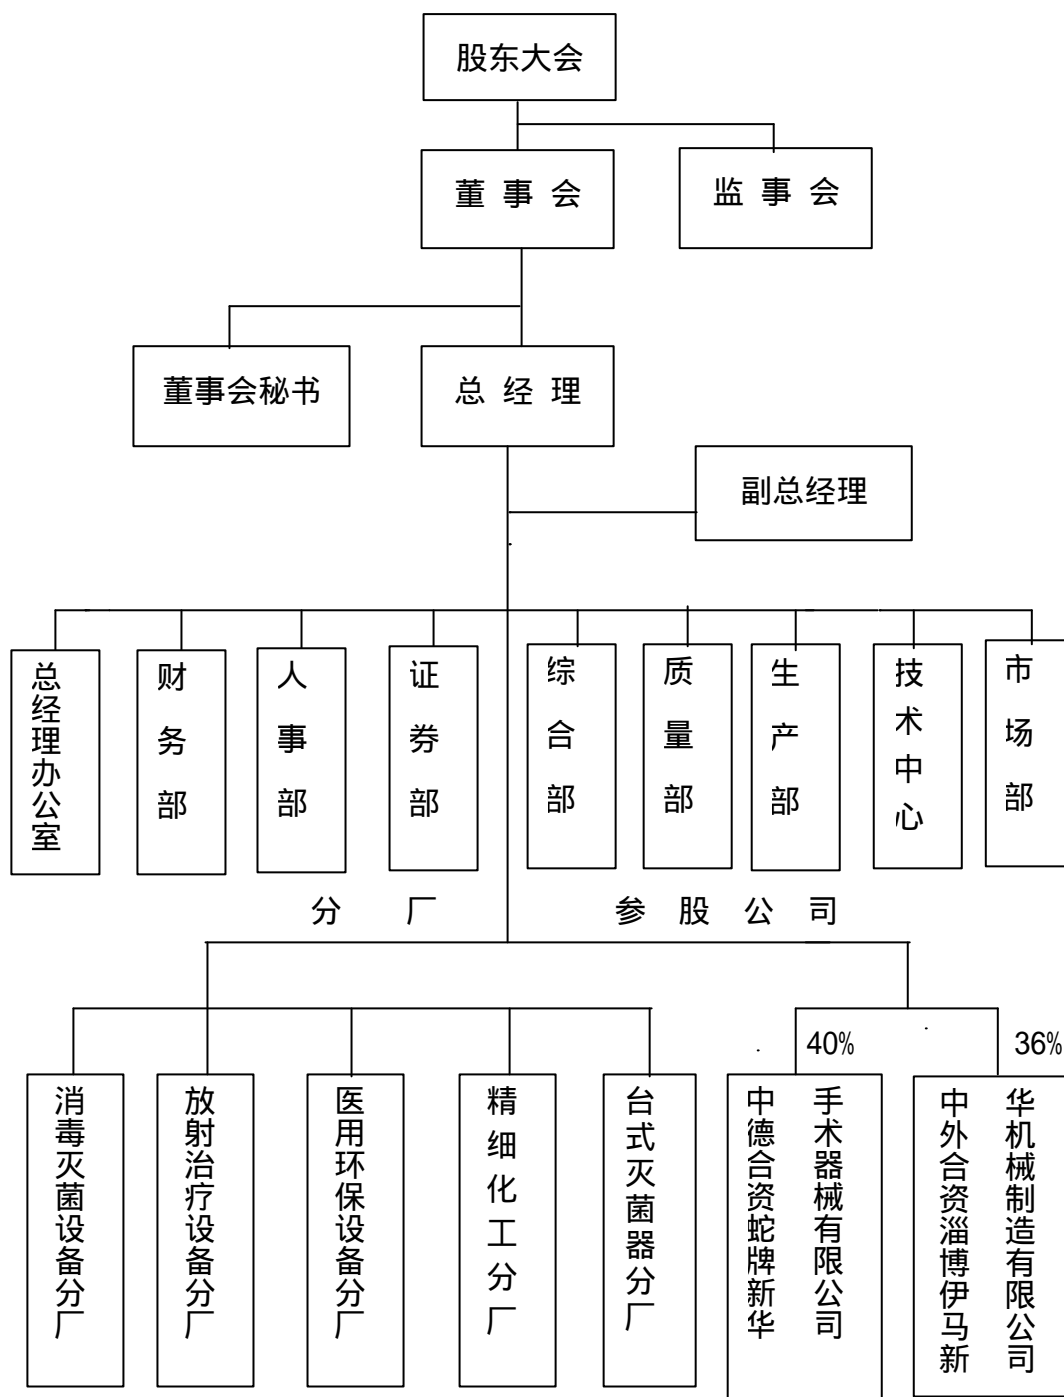 股东大会
董 事 会
监 事 会
董事会秘书
总 经 理
副总经理
总经理办公室
财务部
人事部
证券部
综合部
质量部
生产部
技术中心
市场部
分 厂
参 股 公 司
40%
36%
消毒灭菌设备分厂
放射治疗设备分厂
医用环保设备分厂
精细化工分厂
台式灭菌器分厂
中德合资蛇牌新华
手术器械有限公司
中外合资淄博伊马新
华机械制造有限公司